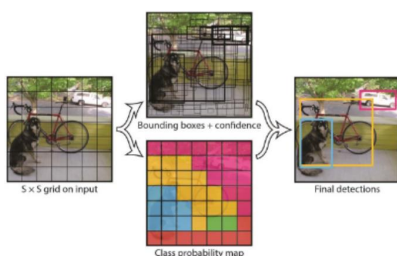 Bounding boxes + confidence
S × S grid on input
Final detections
Class probability map